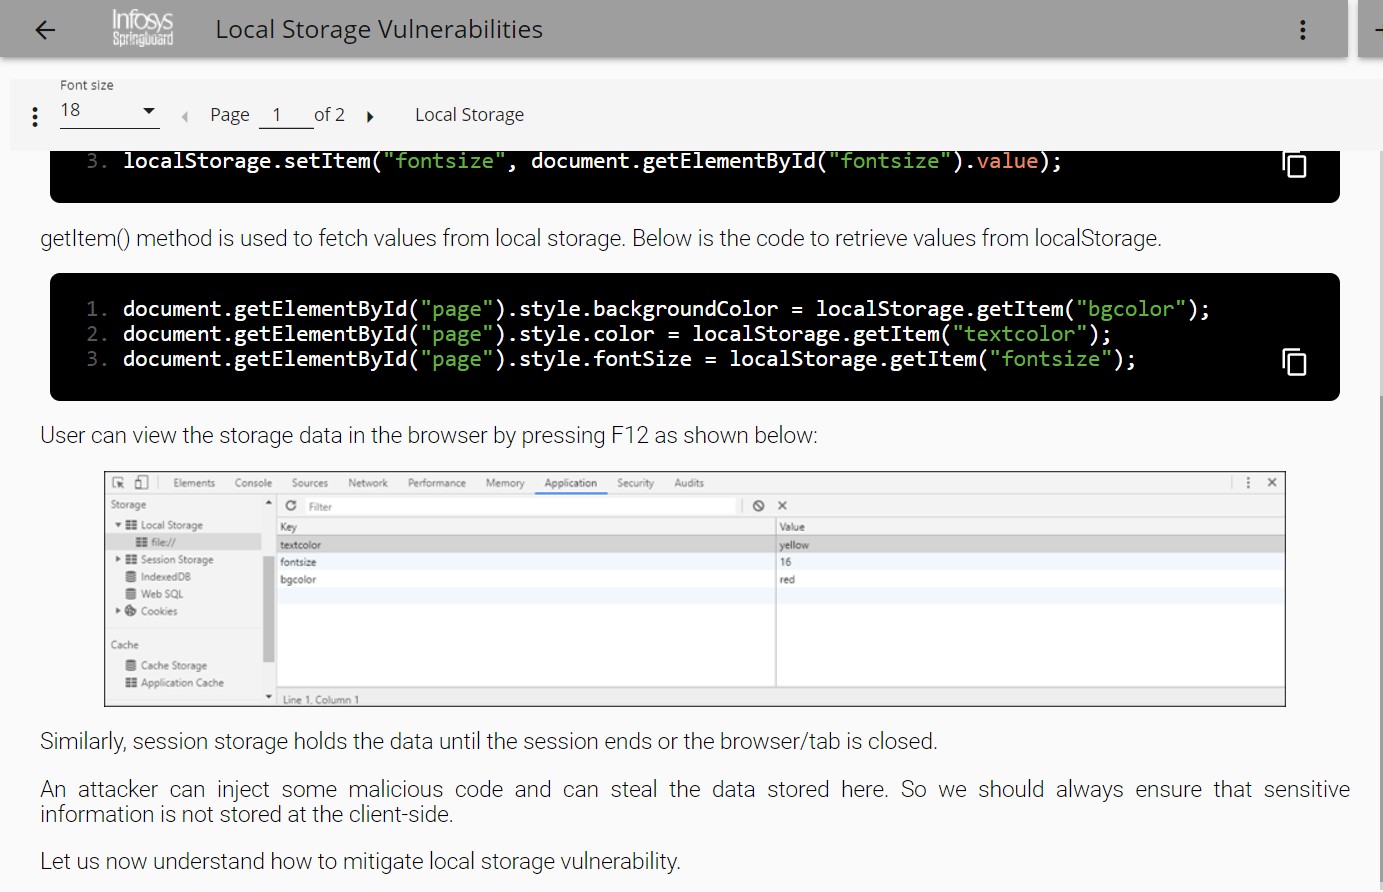 Infosys
Springboard
Local Storage Vulnerabilities
Font size
18
Page 1 of 2
Local Storage
3. localStorage.setItem("fontsize", document.getElementById("fontsize").value);
getItem() method is used to fetch values from local storage. Below is the code to retrieve values from localStorage.
1. document.getElementById("page").style.backgroundColor = localStorage.getItem("bgcolor");
2. document.getElementById("page").style.color = localStorage.getItem("textcolor");
3. document.getElementById("page").style.fontSize = localStorage.getItem("fontsize");
User can view the storage data in the browser by pressing F12 as shown below:
Elements Console Sources Network Performance Memory Application Security Audits
Storage
Filter
Local Storage
Key Value
file://
textcolor yellow
Session Storage
fontsize 16
IndexedDB
bgcolor red
Web SQL
Cookies
Cache
Cache Storage
Application Cache
Line 1, Column 1
Similarly, session storage holds the data until the session ends or the browser/tab is closed.
An attacker can inject some malicious code and can steal the data stored here. So we should always ensure that sensitive
information is not stored at the client-side.
Let us now understand how to mitigate local storage vulnerability.